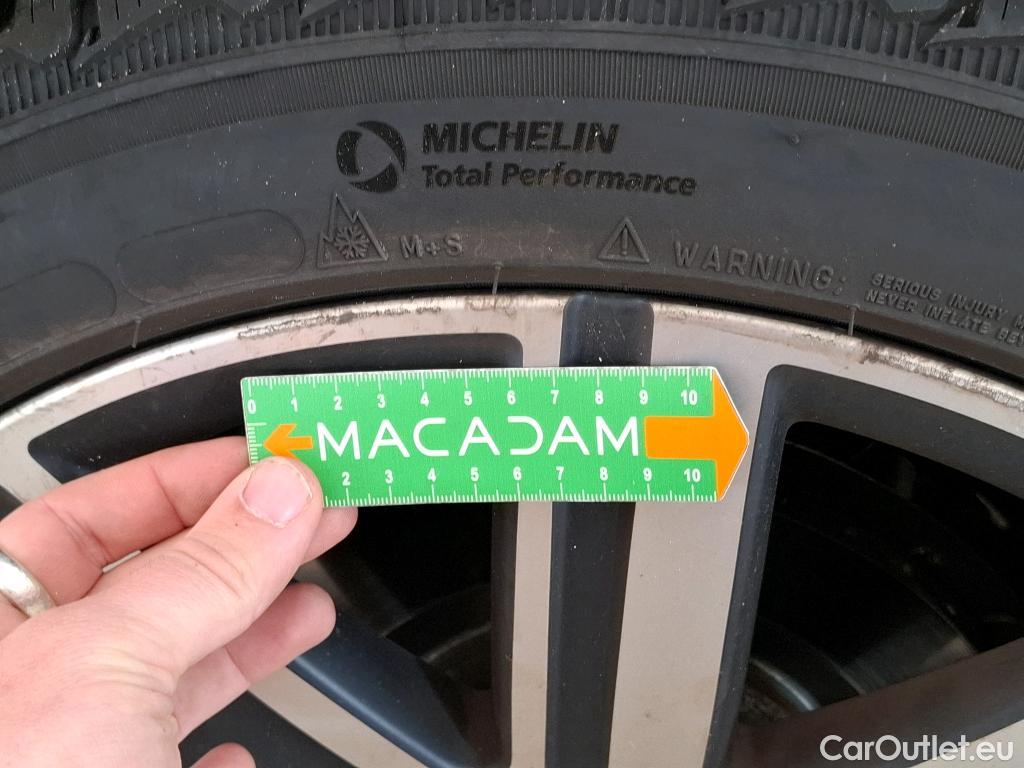 MICHELIN
Total Performance
M+S
WARNING:
SERIOUS INJURY
NEVER INFLATE
0 1 2 3 4 5 6 7 8 9 10
MACADAM
2 3 4 5 6 7 8 9 10
CarOutlet.eu